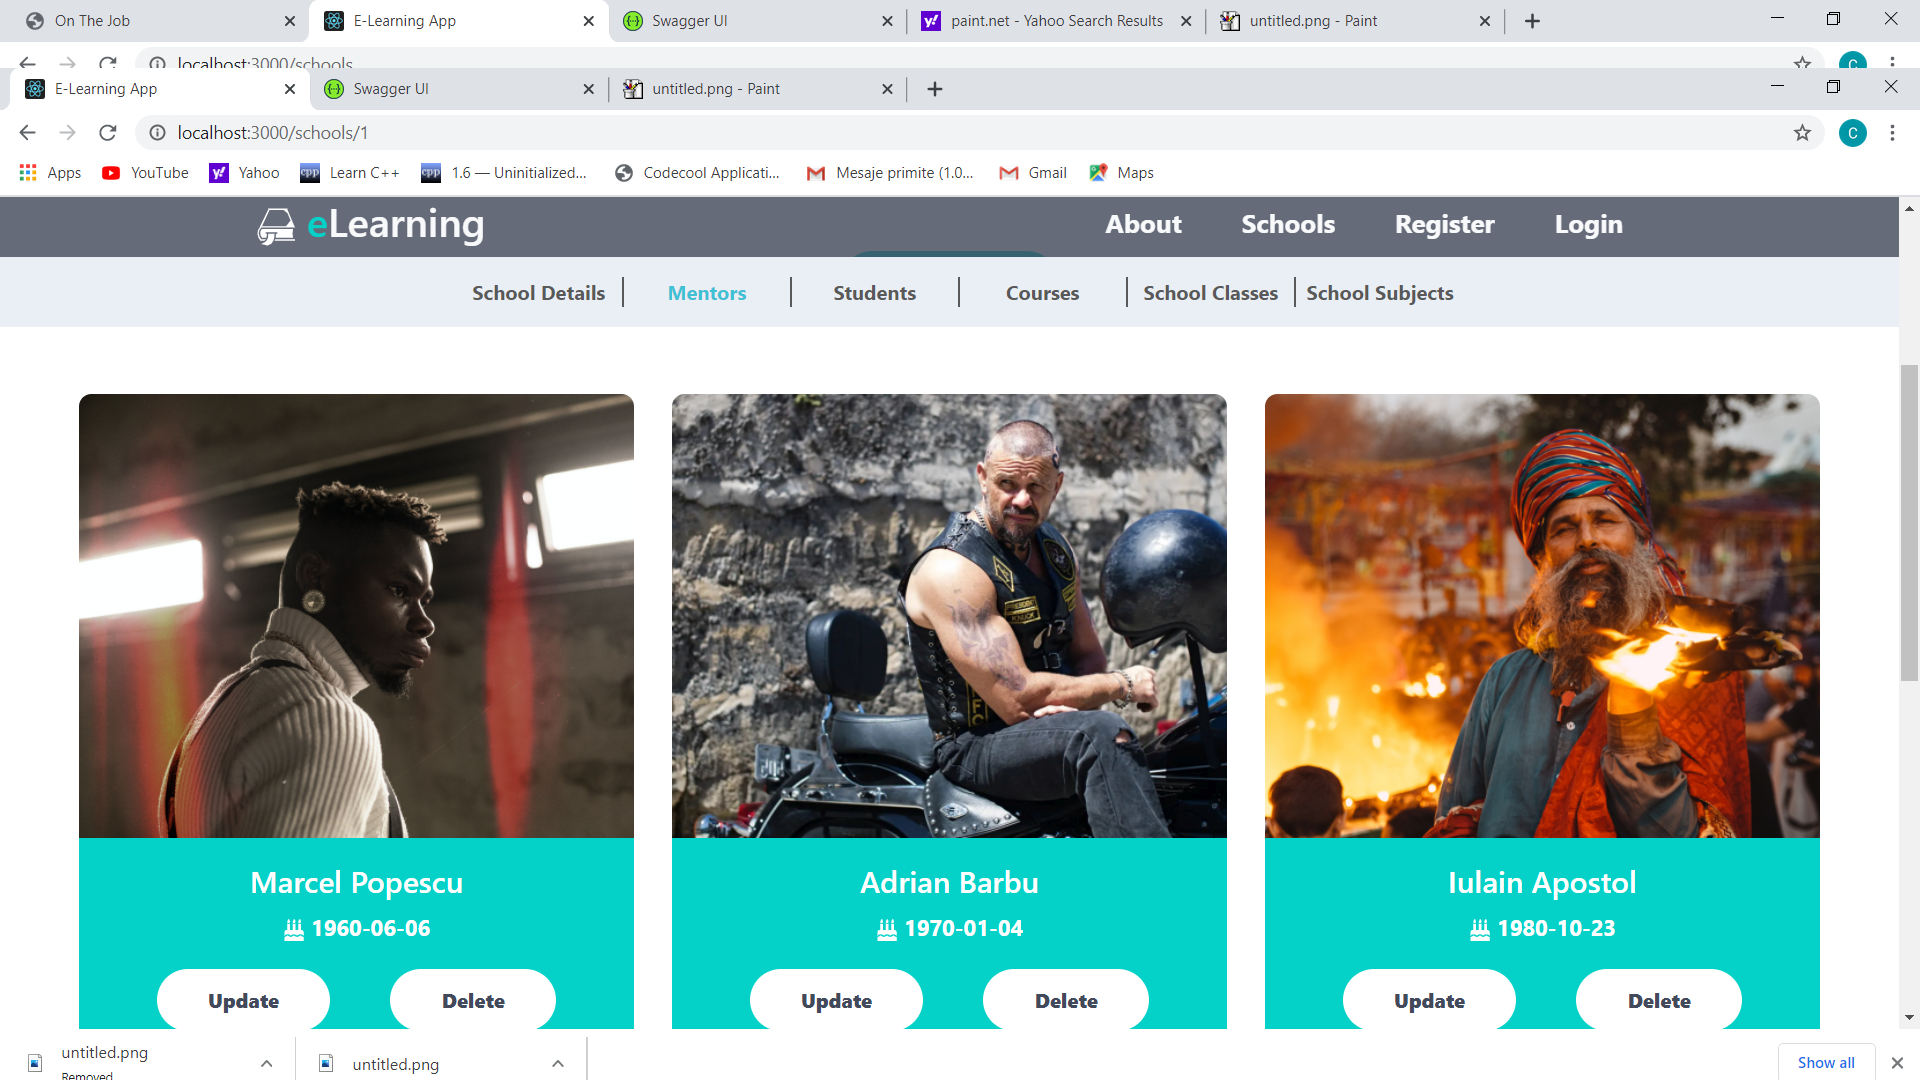 On The Job
E-Learning App
Swagger UI
paint.net - Yahoo Search Results
untitled.png - Paint
localhost:3000/schools
C
E-Learning App
Swagger UI
untitled.png - Paint
localhost:3000/schools/1
C
Apps
YouTube
Yahoo
Learn C++
1.6 — Uninitialized...
Codecool Applicati...
Mesaje primite (1.0...
Gmail
Maps
eLearning
About
Schools
Register
Login
School Details
Mentors
Students
Courses
School Classes
School Subjects
Marcel Popescu
1960-06-06
Update
Delete
Adrian Barbu
1970-01-04
Update
Delete
Iulain Apostol
1980-10-23
Update
Delete
untitled.png
Removed
untitled.png
Show all